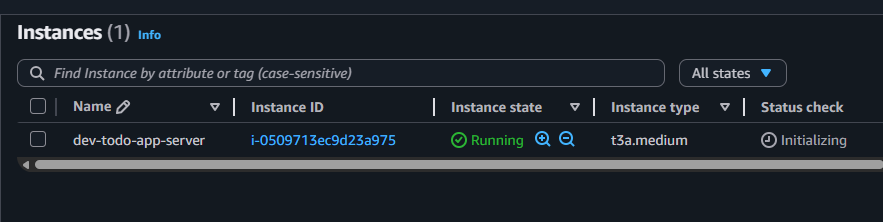 Instances (1) Info
Find Instance by attribute or tag (case-sensitive)
All states
Name Instance ID Instance state Instance type Status check
dev-todo-app-server i-0509713ec9d23a975 Running t3a.medium Initializing